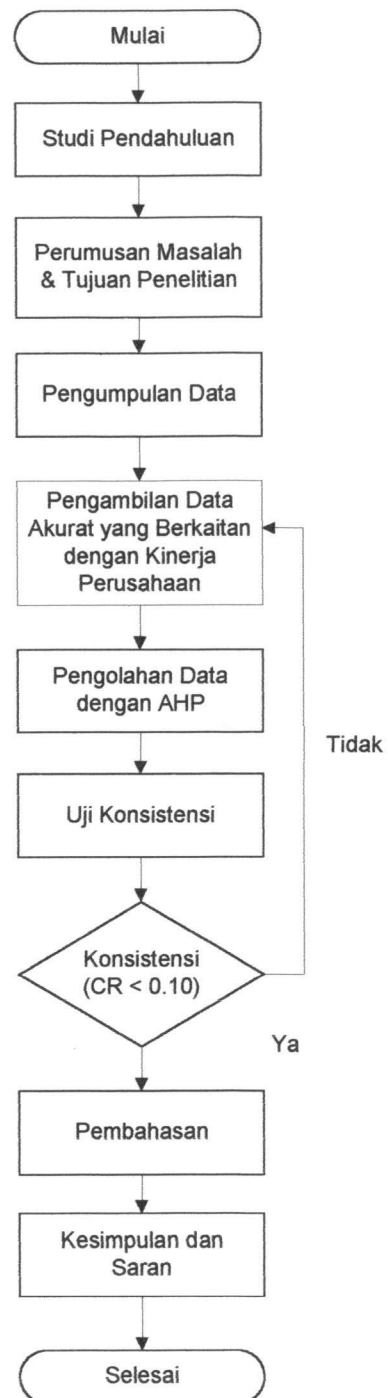 Mulai
Studi Pendahuluan
Perumusan Masalah
& Tujuan Penelitian
Pengumpulan Data
Pengambilan Data
Akurat yang Berkaitan
dengan Kinerja
Perusahaan
Pengolahan Data
dengan AHP
Tidak
Uji Konsistensi
Konsistensi
(CR < 0.10)
Ya
Pembahasan
Kesimpulan dan
Saran
Selesai